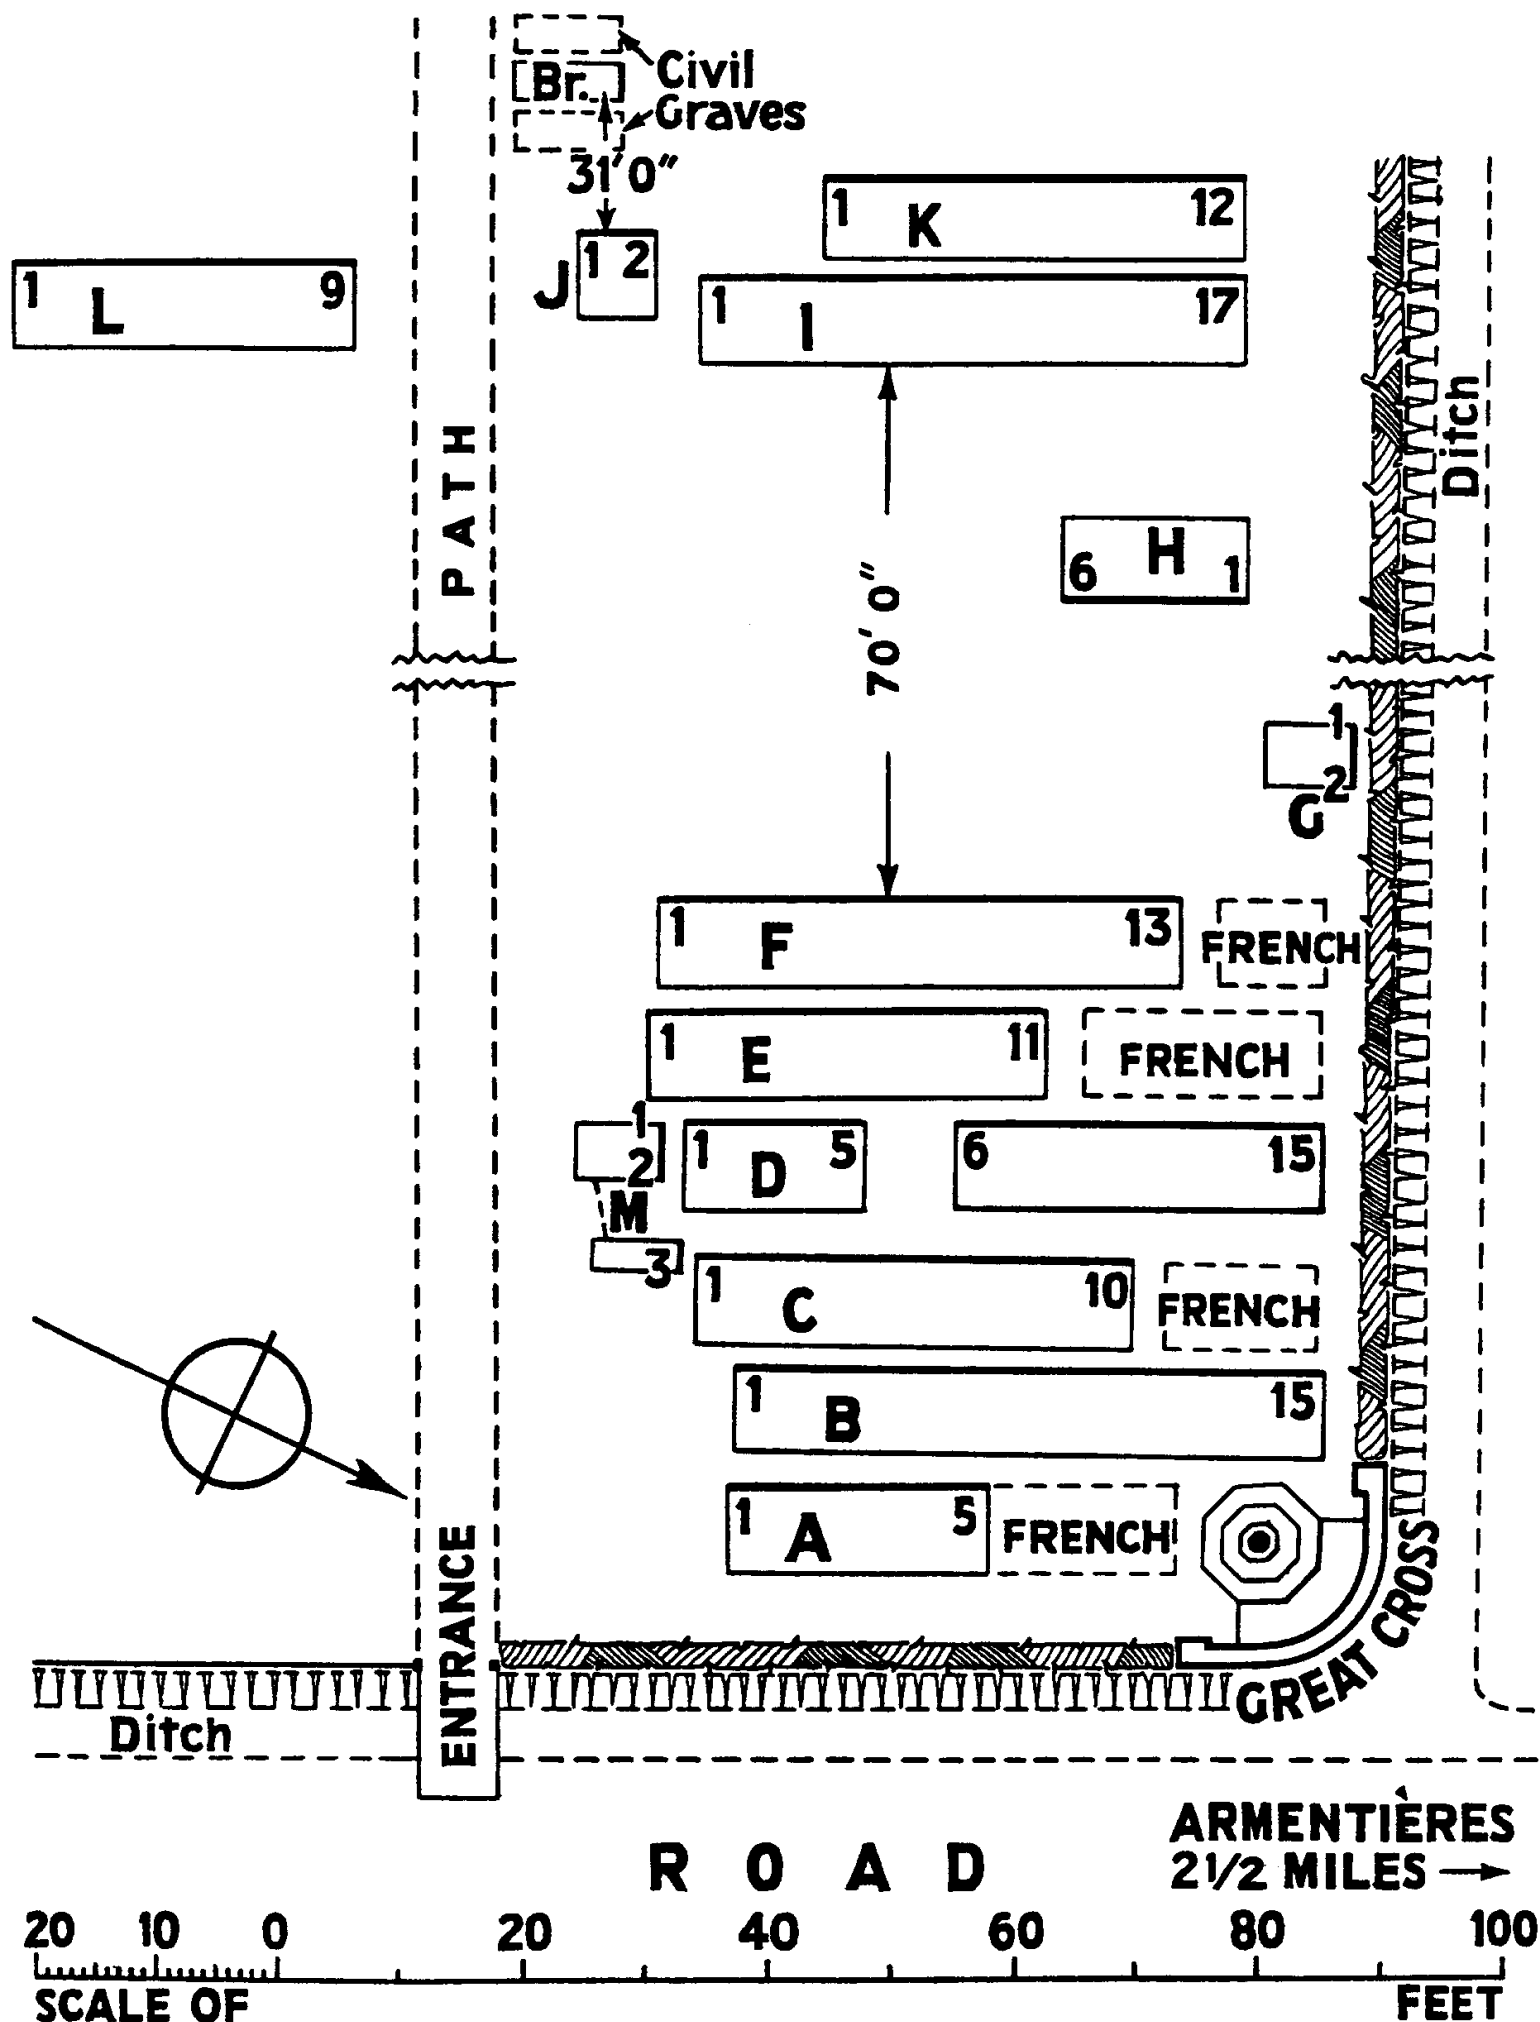 Civil
Br.
Graves
31'0"
1 K 12
1 2
J
1 L 9
1 I 17
Ditch
PATH
H
6 1
70' 0"
1
2
G
1 F 13
FRENCH
1 E 11
FRENCH
1
2
M
3
1 D 5
6 15
1 C 10
FRENCH
1 B 15
1 A 5
FRENCH
ENTRANCE
GREAT CROSS
Ditch
ROAD
ARMENTIÈRES
2 1/2 MILES
20 10 0 20 40 60 80 100
SCALE OF FEET